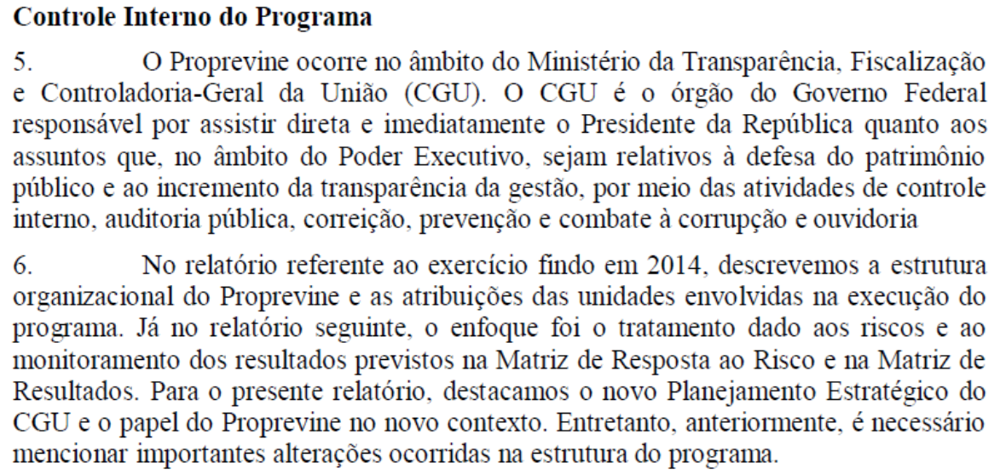 Controle Interno do Programa
5. O Proprevine ocorre no âmbito do Ministério da Transparência, Fiscalização
e Controladoria-Geral da União (CGU). O CGU é o órgão do Governo Federal
responsável por assistir direta e imediatamente o Presidente da República quanto aos
assuntos que, no âmbito do Poder Executivo, sejam relativos à defesa do patrimônio
público e ao incremento da transparência da gestão, por meio das atividades de controle
interno, auditoria pública, correição, prevenção e combate à corrupção e ouvidoria
6. No relatório referente ao exercício findo em 2014, descrevemos a estrutura
organizacional do Proprevine e as atribuições das unidades envolvidas na execução do
programa. Já no relatório seguinte, o enfoque foi o tratamento dado aos riscos e ao
monitoramento dos resultados previstos na Matriz de Resposta ao Risco e na Matriz de
Resultados. Para o presente relatório, destacamos o novo Planejamento Estratégico do
CGU e o papel do Proprevine no novo contexto. Entretanto, anteriormente, é necessário
mencionar importantes alterações ocorridas na estrutura do programa.